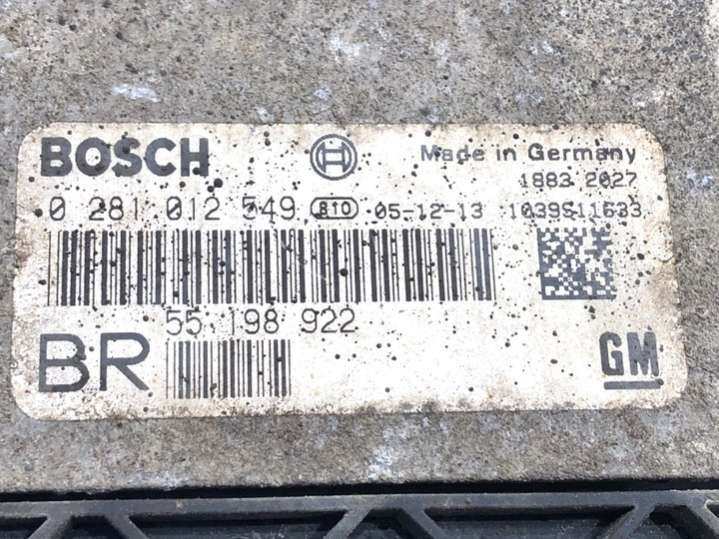 BOSCH Made in Germany
1883 2027
0 281 012 549 810 05-12-13 1039S11633
55 198 922
BR GM